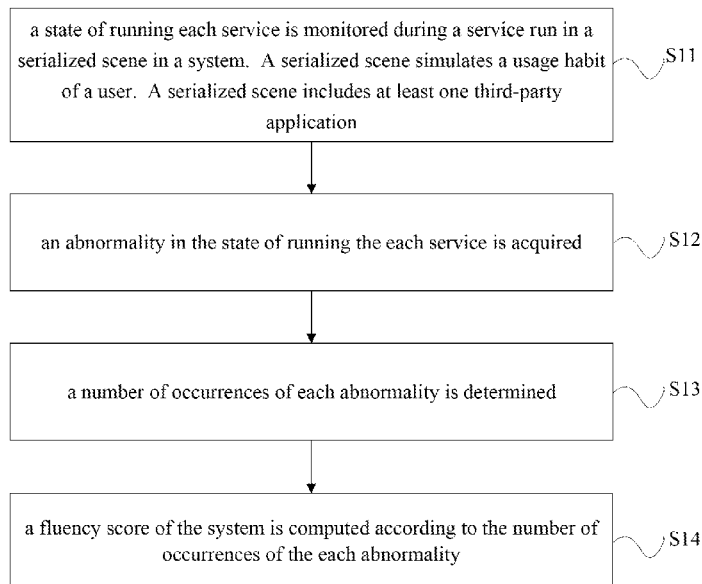 a state of running each service is monitored during a service run in a
serialized scene in a system. A serialized scene simulates a usage habit
of a user. A serialized scene includes at least one third-party
application
S11
an abnormality in the state of running the each service is acquired
S12
a number of occurrences of each abnormality is determined
S13
a fluency score of the system is computed according to the number of
occurrences of the each abnormality
S14